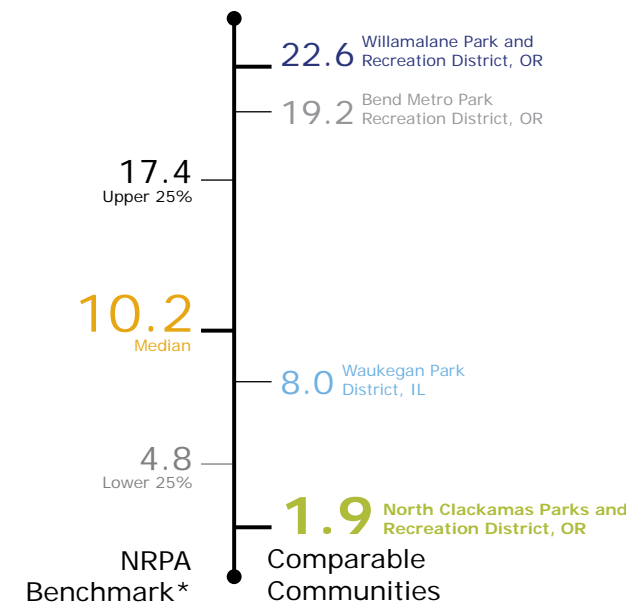 22.6 Willamalane Park and
Recreation District, OR
19.2 Bend Metro Park
Recreation District, OR
17.4
Upper 25%
10.2
Median
8.0 Waukegan Park
District, IL
4.8
Lower 25%
1.9 North Clackamas Parks and
Recreation District, OR
NRPA
Benchmark*
Comparable
Communities